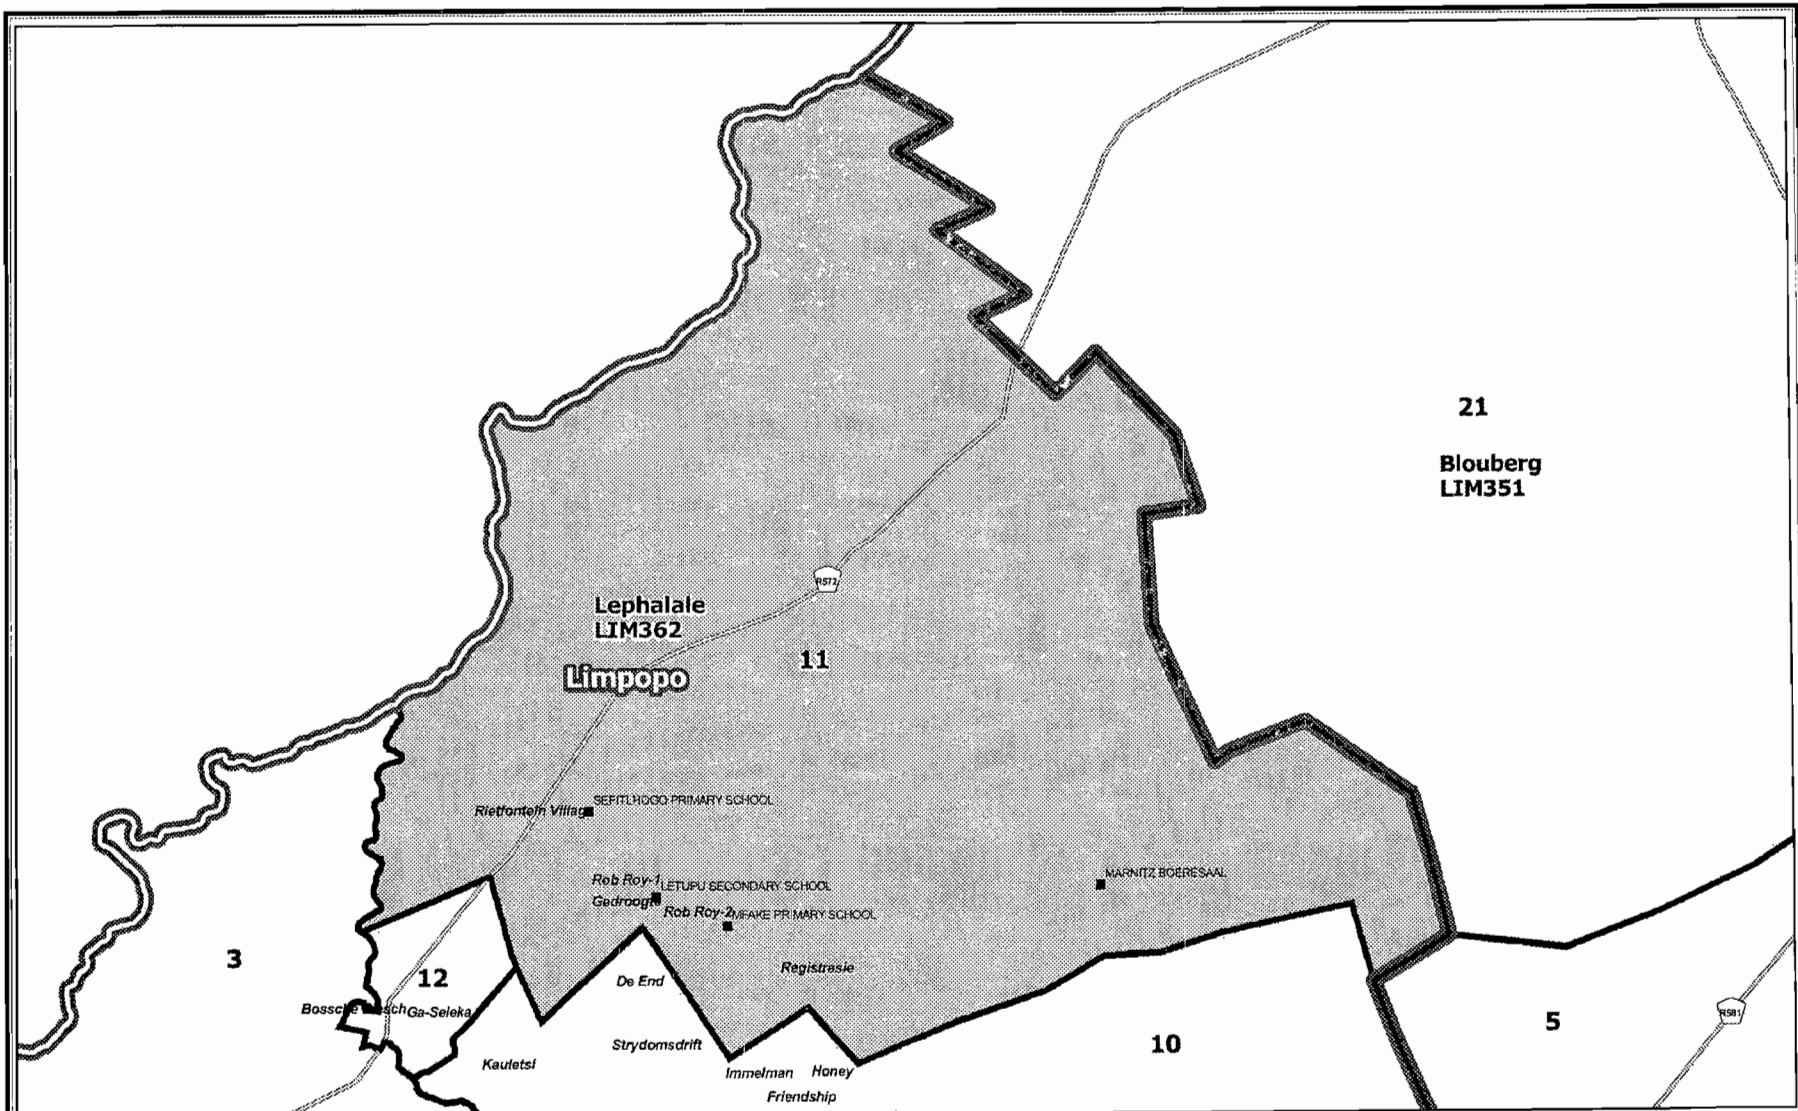 21
Blouberg
LIM351
R572
Lephalale
LIM362
11
Limpopo
SEFITLHOGO PRIMARY SCHOOL
Rietfontein Villag
MARNITZ BOERESAAL
Rob Roy-1
LETUPU SECONDARY SCHOOL
Gedroogt
Rob Roy-2
MFAKE PRIMARY SCHOOL
3
12
Registrasie
De End
Ga-Seleka
R581
5
10
Strydomsdrift
Kauletsi
Immelman
Honey
Friendship